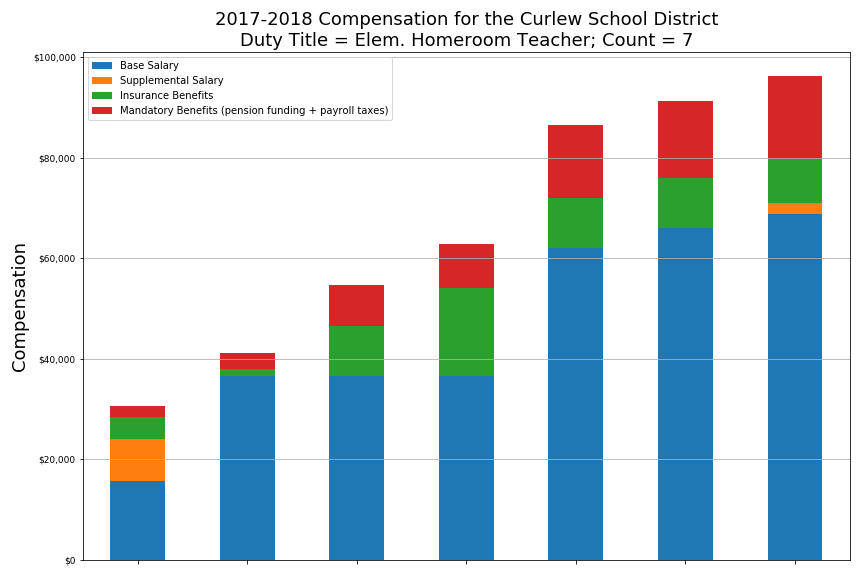 2017-2018 Compensation for the Curlew School District
Duty Title = Elem. Homeroom Teacher; Count = 7
$100,000
Base Salary
Supplemental Salary
Insurance Benefits
Mandatory Benefits (pension funding + payroll taxes)
$80,000
$60,000
Compensation
$40,000
$20,000
$0